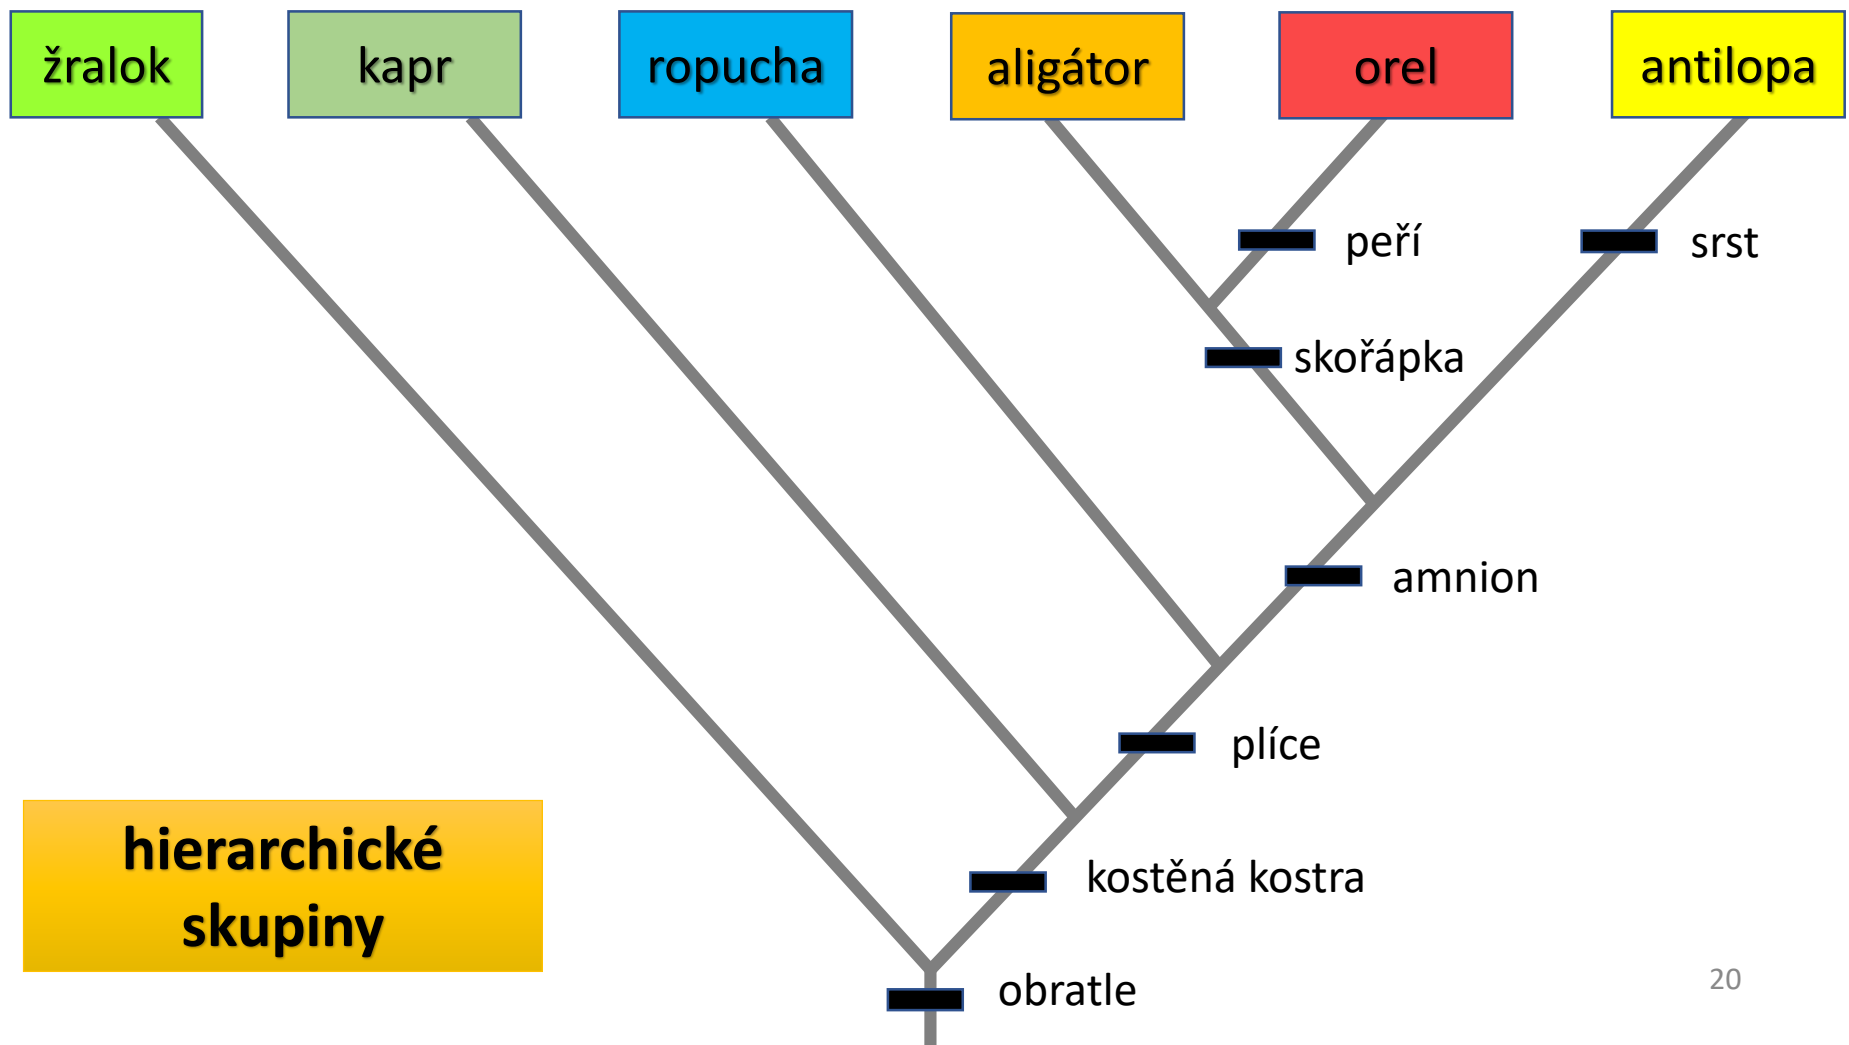 žralok
kapr
ropucha
aligátor
orel
antilopa
peří
srst
skořápka
amnion
plíce
kostěná kostra
obratle
hierarchické
skupiny
20